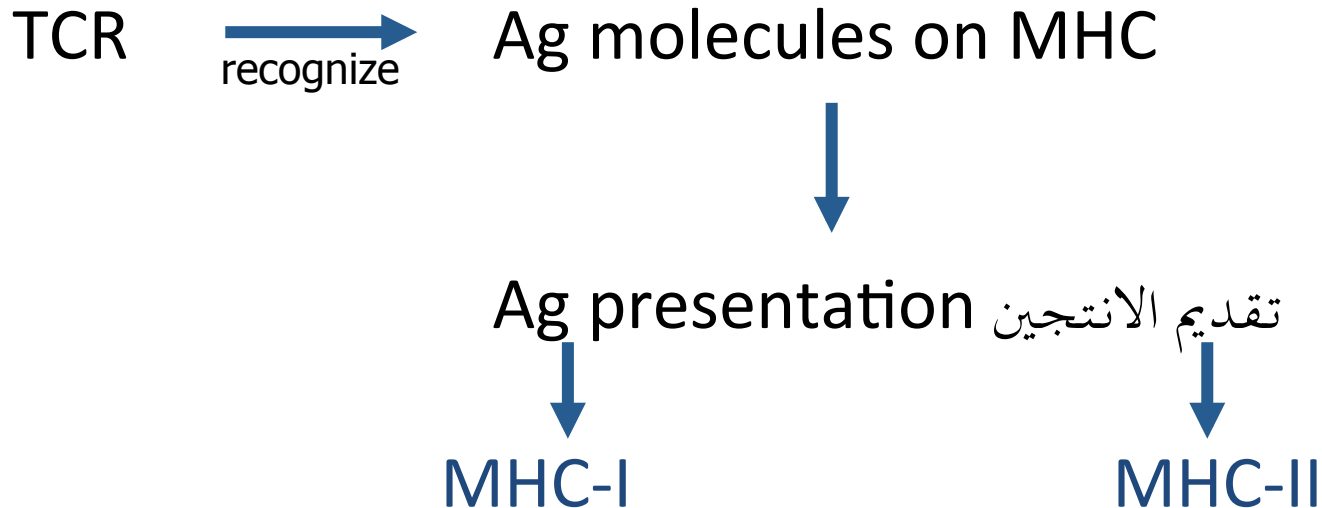 TCR recognize Ag molecules on MHC
Ag presentation تقديم الانتجين
MHC-I MHC-II